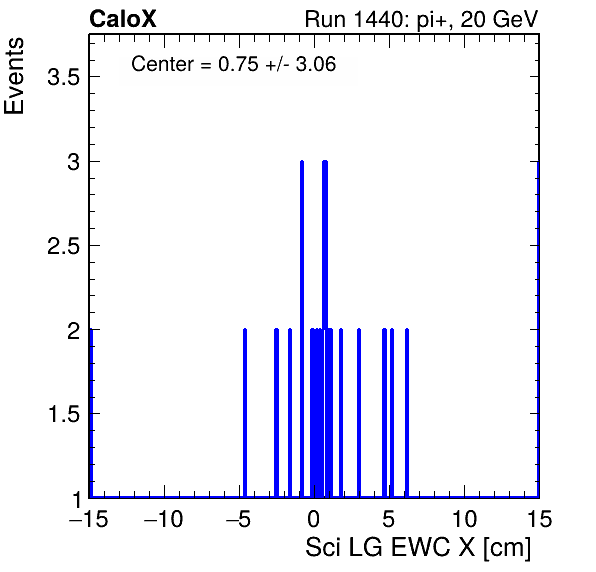 CaloX Run 1440: pi+, 20 GeV
Center = 0.75 +/- 3.06
Events
3.5
3
2.5
2
1.5
1
−15 −10 −5 0 5 10 15
Sci LG EWC X [cm]